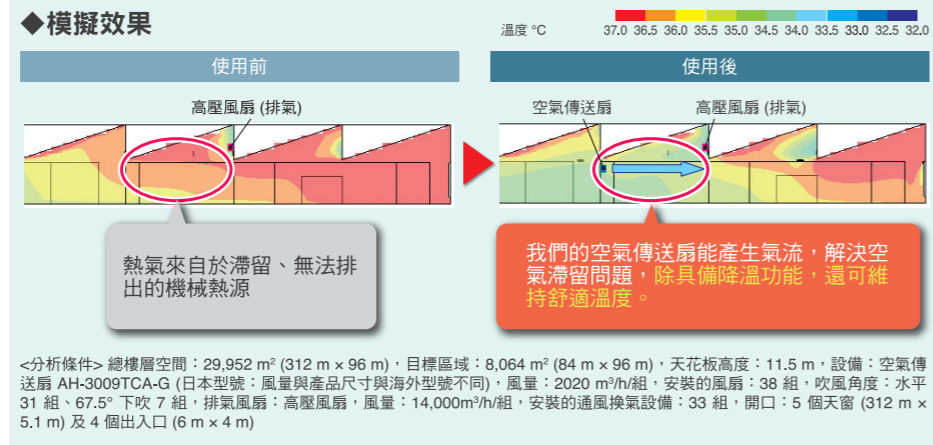 ◆模擬效果
溫度 °C
37.0 36.5 36.0 35.5 35.0 34.5 34.0 33.5 33.0 32.5 32.0
使用前
使用後
高壓風扇 (排氣)
空氣傳送扇
高壓風扇 (排氣)
熱氣來自於滯留、無法排
出的機械熱源
我們的空氣傳送扇能產生氣流，解決空
氣滯留問題，除具備降溫功能，還可維
持舒適溫度。
<分析條件> 總樓層空間：29,952 m² (312 m × 96 m)，目標區域：8,064 m² (84 m × 96 m)，天花板高度：11.5 m，設備：空氣傳
送扇 AH-3009TCA-G (日本型號：風量與產品尺寸與海外型號不同)，風量：2020 m³/h/組，安裝的風扇：38 組，吹風角度：水平
31 組、67.5° 下吹 7 組，排氣風扇：高壓風扇，風量：14,000m³/h/組，安裝的通風換氣設備：33 組，開口：5 個天窗 (312 m ×
5.1 m) 及 4 個出入口 (6 m × 4 m)